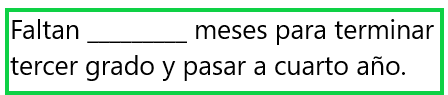 Faltan ________ meses para terminar
tercer grado y pasar a cuarto año.